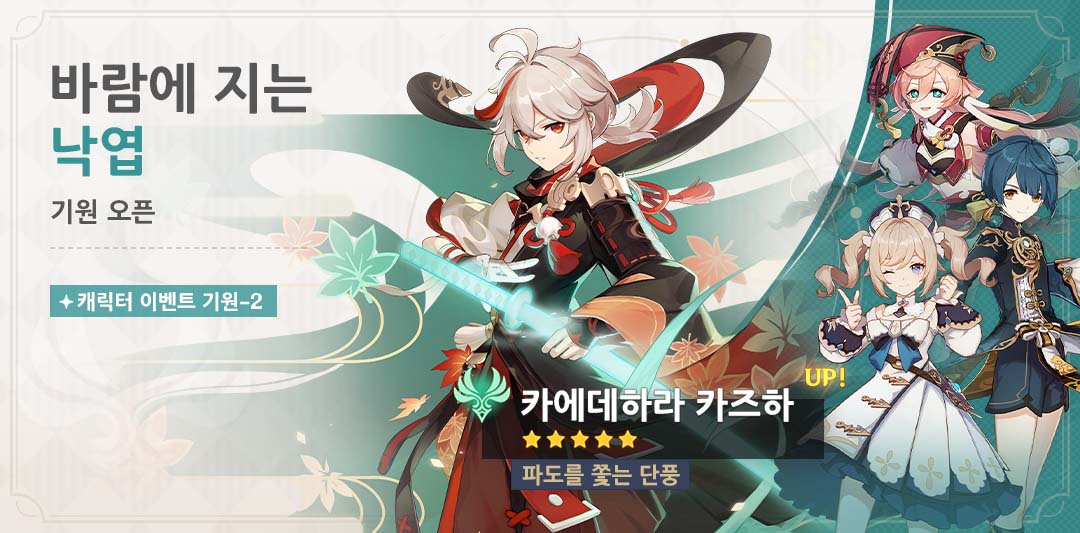 바람에 지는
낙엽
기원 오픈
캐릭터 이벤트 기원-2
UP!
카에데하라 카즈하
파도를 쫓는 단풍